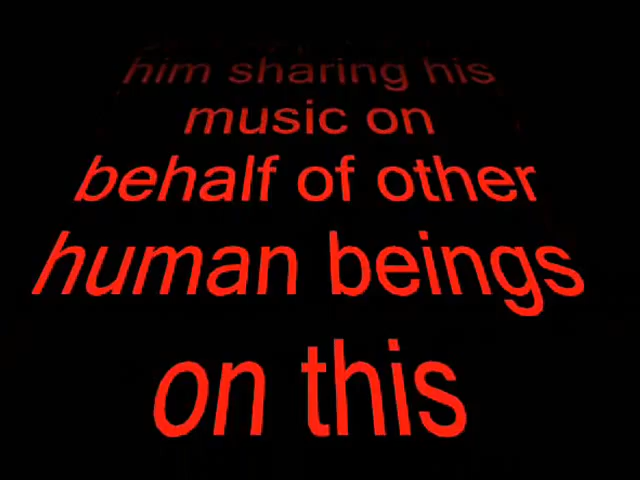 him sharing his
music on
behalf of other
human beings
on this